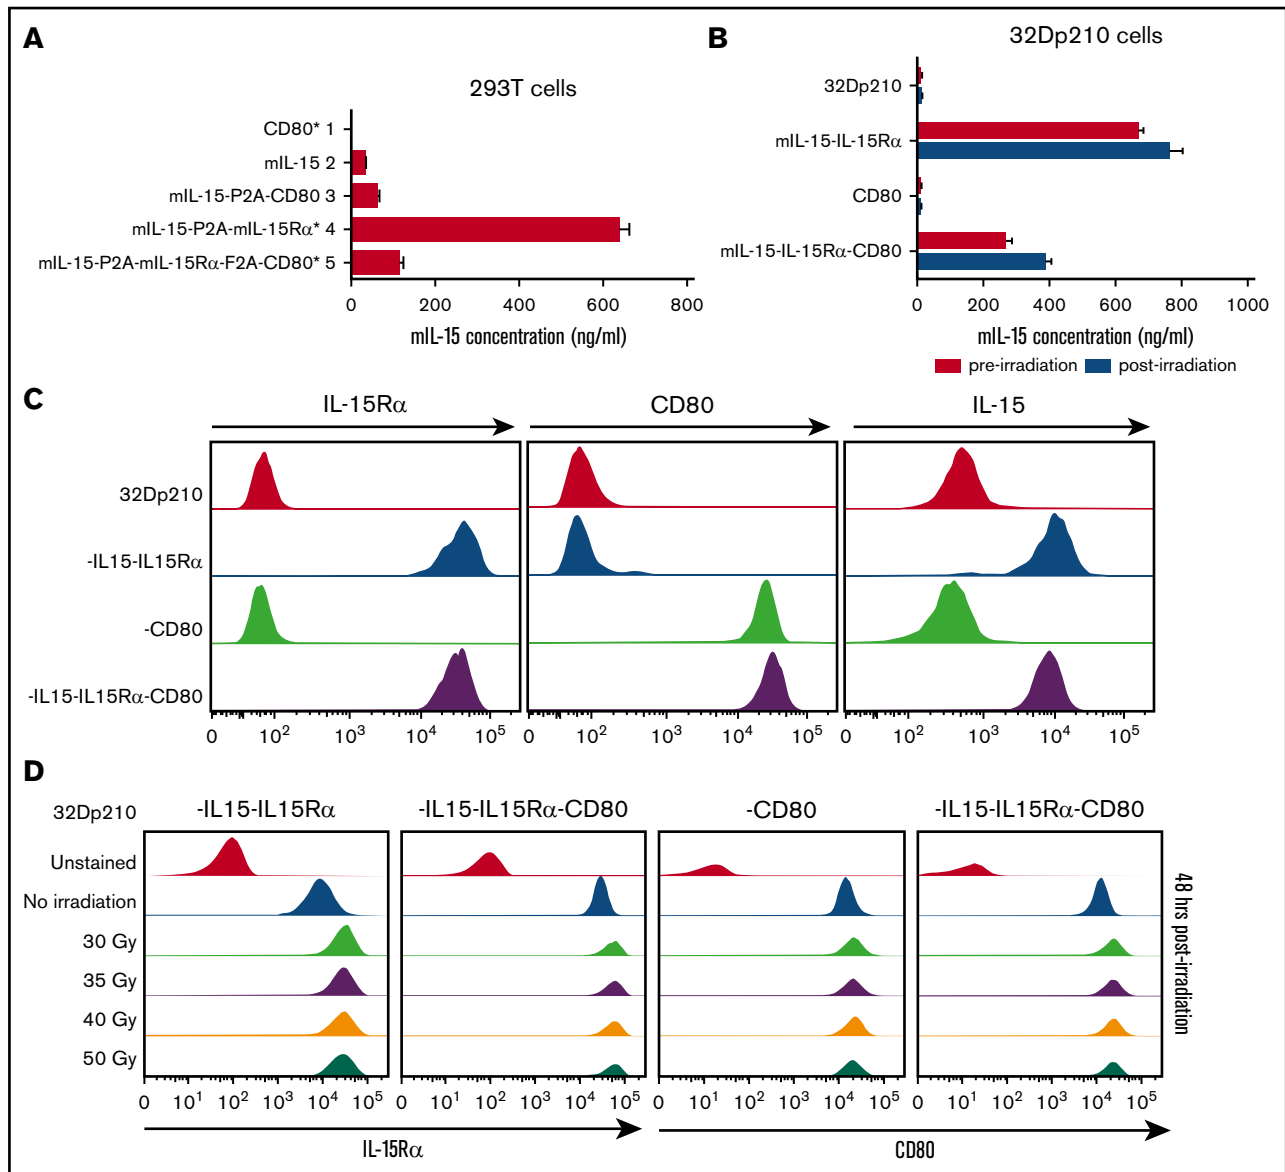 A
293T cells
CD80* 1
mIL-15 2
mIL-15-P2A-CD80 3
mIL-15-P2A-mIL-15Rα* 4
mIL-15-P2A-mIL-15Rα-F2A-CD80* 5
0 200 400 600 800
mIL-15 concentration (ng/ml)
B
32Dp210 cells
32Dp210
mIL-15-IL-15Rα
CD80
mIL-15-IL-15Rα-CD80
0 200 400 600 800 1000
mIL-15 concentration (ng/ml)
pre-irradiation post-irradiation
C
IL-15Rα CD80 IL-15
32Dp210
-IL15-IL15Rα
-CD80
-IL15-IL15Rα-CD80
0 10² 10³ 10⁴ 10⁵ 0 10² 10³ 10⁴ 10⁵ 0 10² 10³ 10⁴ 10⁵
D
32Dp210 -IL15-IL15Rα -IL15-IL15Rα-CD80 -CD80 -IL15-IL15Rα-CD80
Unstained
No irradiation
30 Gy
35 Gy
40 Gy
50 Gy
48 hrs post-irradiation
0 10¹ 10² 10³ 10⁴ 10⁵ 0 10¹ 10² 10³ 10⁴ 10⁵ 0 10¹ 10² 10³ 10⁴ 10⁵ 0 10¹ 10² 10³ 10⁴ 10⁵
IL-15Rα CD80